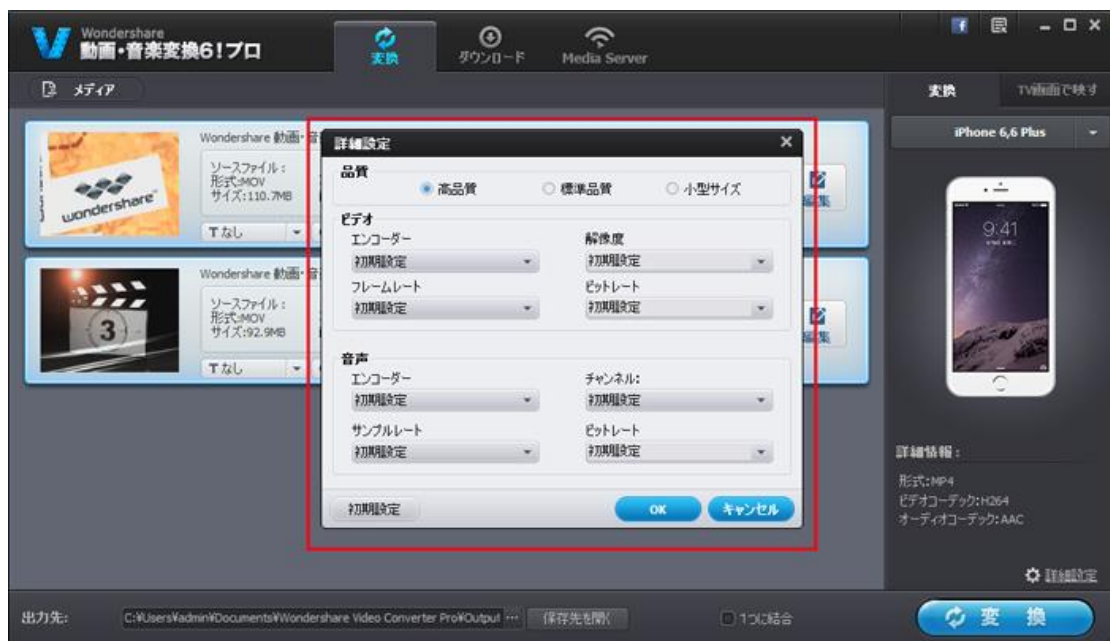 Wondershare
動画・音楽変換6!プロ
変換
ダウンロード
Media Server
メディア
変換
TV画面で映す
iPhone 6,6 Plus
Wondershare 動画・音
ソースファイル:
形式:MOV
サイズ:110.7MB
なし
編集
wondershare
Wondershare 動画・音
ソースファイル:
形式:MOV
サイズ:92.9MB
なし
編集
3
詳細設定
品質
高品質
標準品質
小型サイズ
ビデオ
エンコーダー
解像度
初期設定
初期設定
フレームレート
ビットレート
初期設定
初期設定
音声
エンコーダー
チャンネル:
初期設定
初期設定
サンプルレート
ビットレート
初期設定
初期設定
初期設定
OK
キャンセル
9:41
詳細情報:
形式:MP4
ビデオコーデック:H264
オーディオコーデック:AAC
詳細設定
出力先:
C:¥Users¥admin¥Documents¥Wondershare Video Converter Pro¥Output
保存先を開く
1つに結合
変換